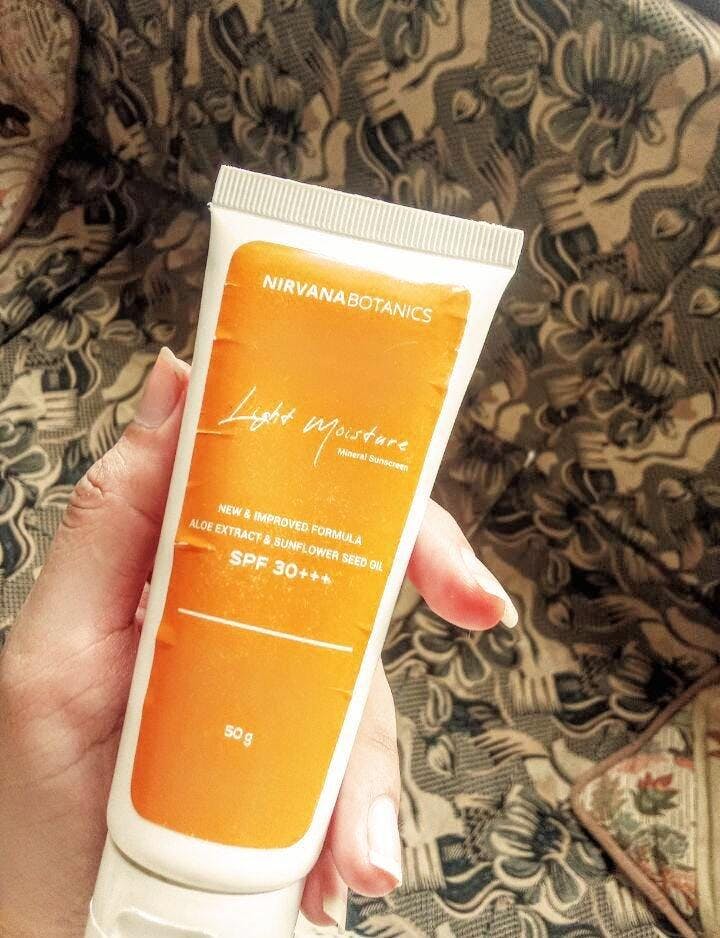 NIRVANABOTANICS
Light Moisture
Mineral Sunscreen
NEW & IMPROVED FORMULA
ALOE EXTRACT & SUNFLOWER SEED OIL
SPF 30+++
50g